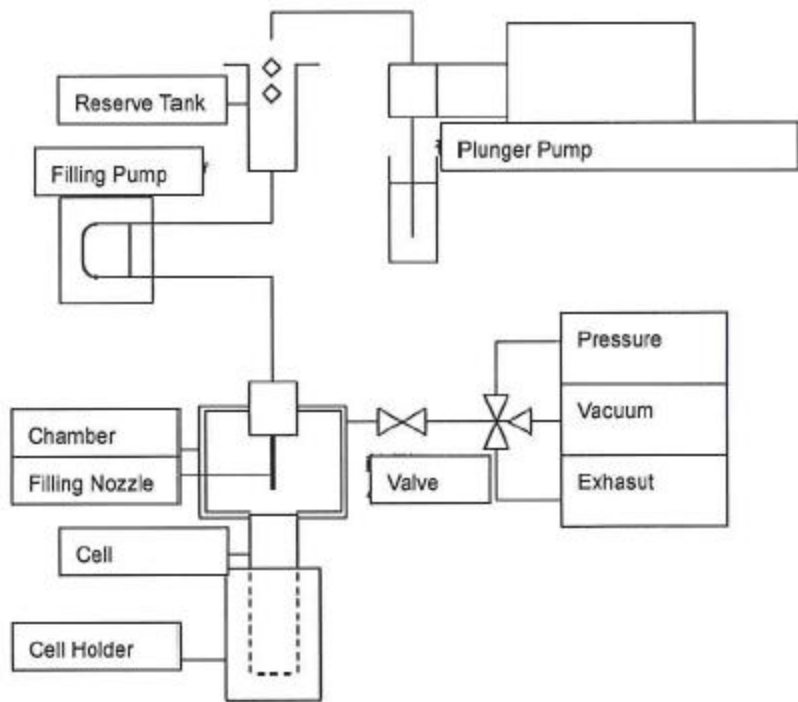 Reserve Tank
Plunger Pump
Filling Pump
Pressure
Vacuum
Exhasut
Valve
Chamber
Filling Nozzle
Cell
Cell Holder